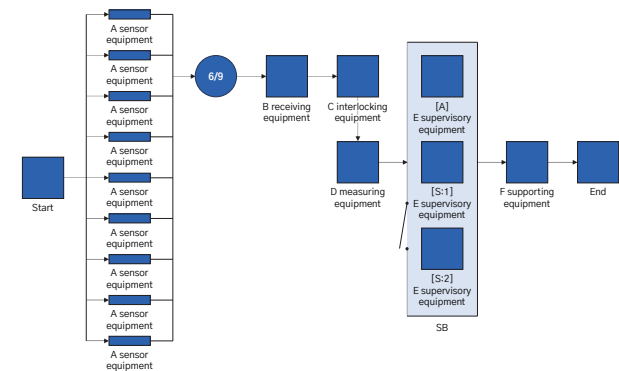 A sensor
equipment
A sensor
equipment
A sensor
equipment
A sensor
equipment
A sensor
equipment
A sensor
equipment
A sensor
equipment
A sensor
equipment
A sensor
equipment
Start
6/9
B receiving
equipment
C interlocking
equipment
D measuring
equipment
[A]
E supervisory
equipment
[S:1]
E supervisory
equipment
[S:2]
E supervisory
equipment
SB
F supporting
equipment
End